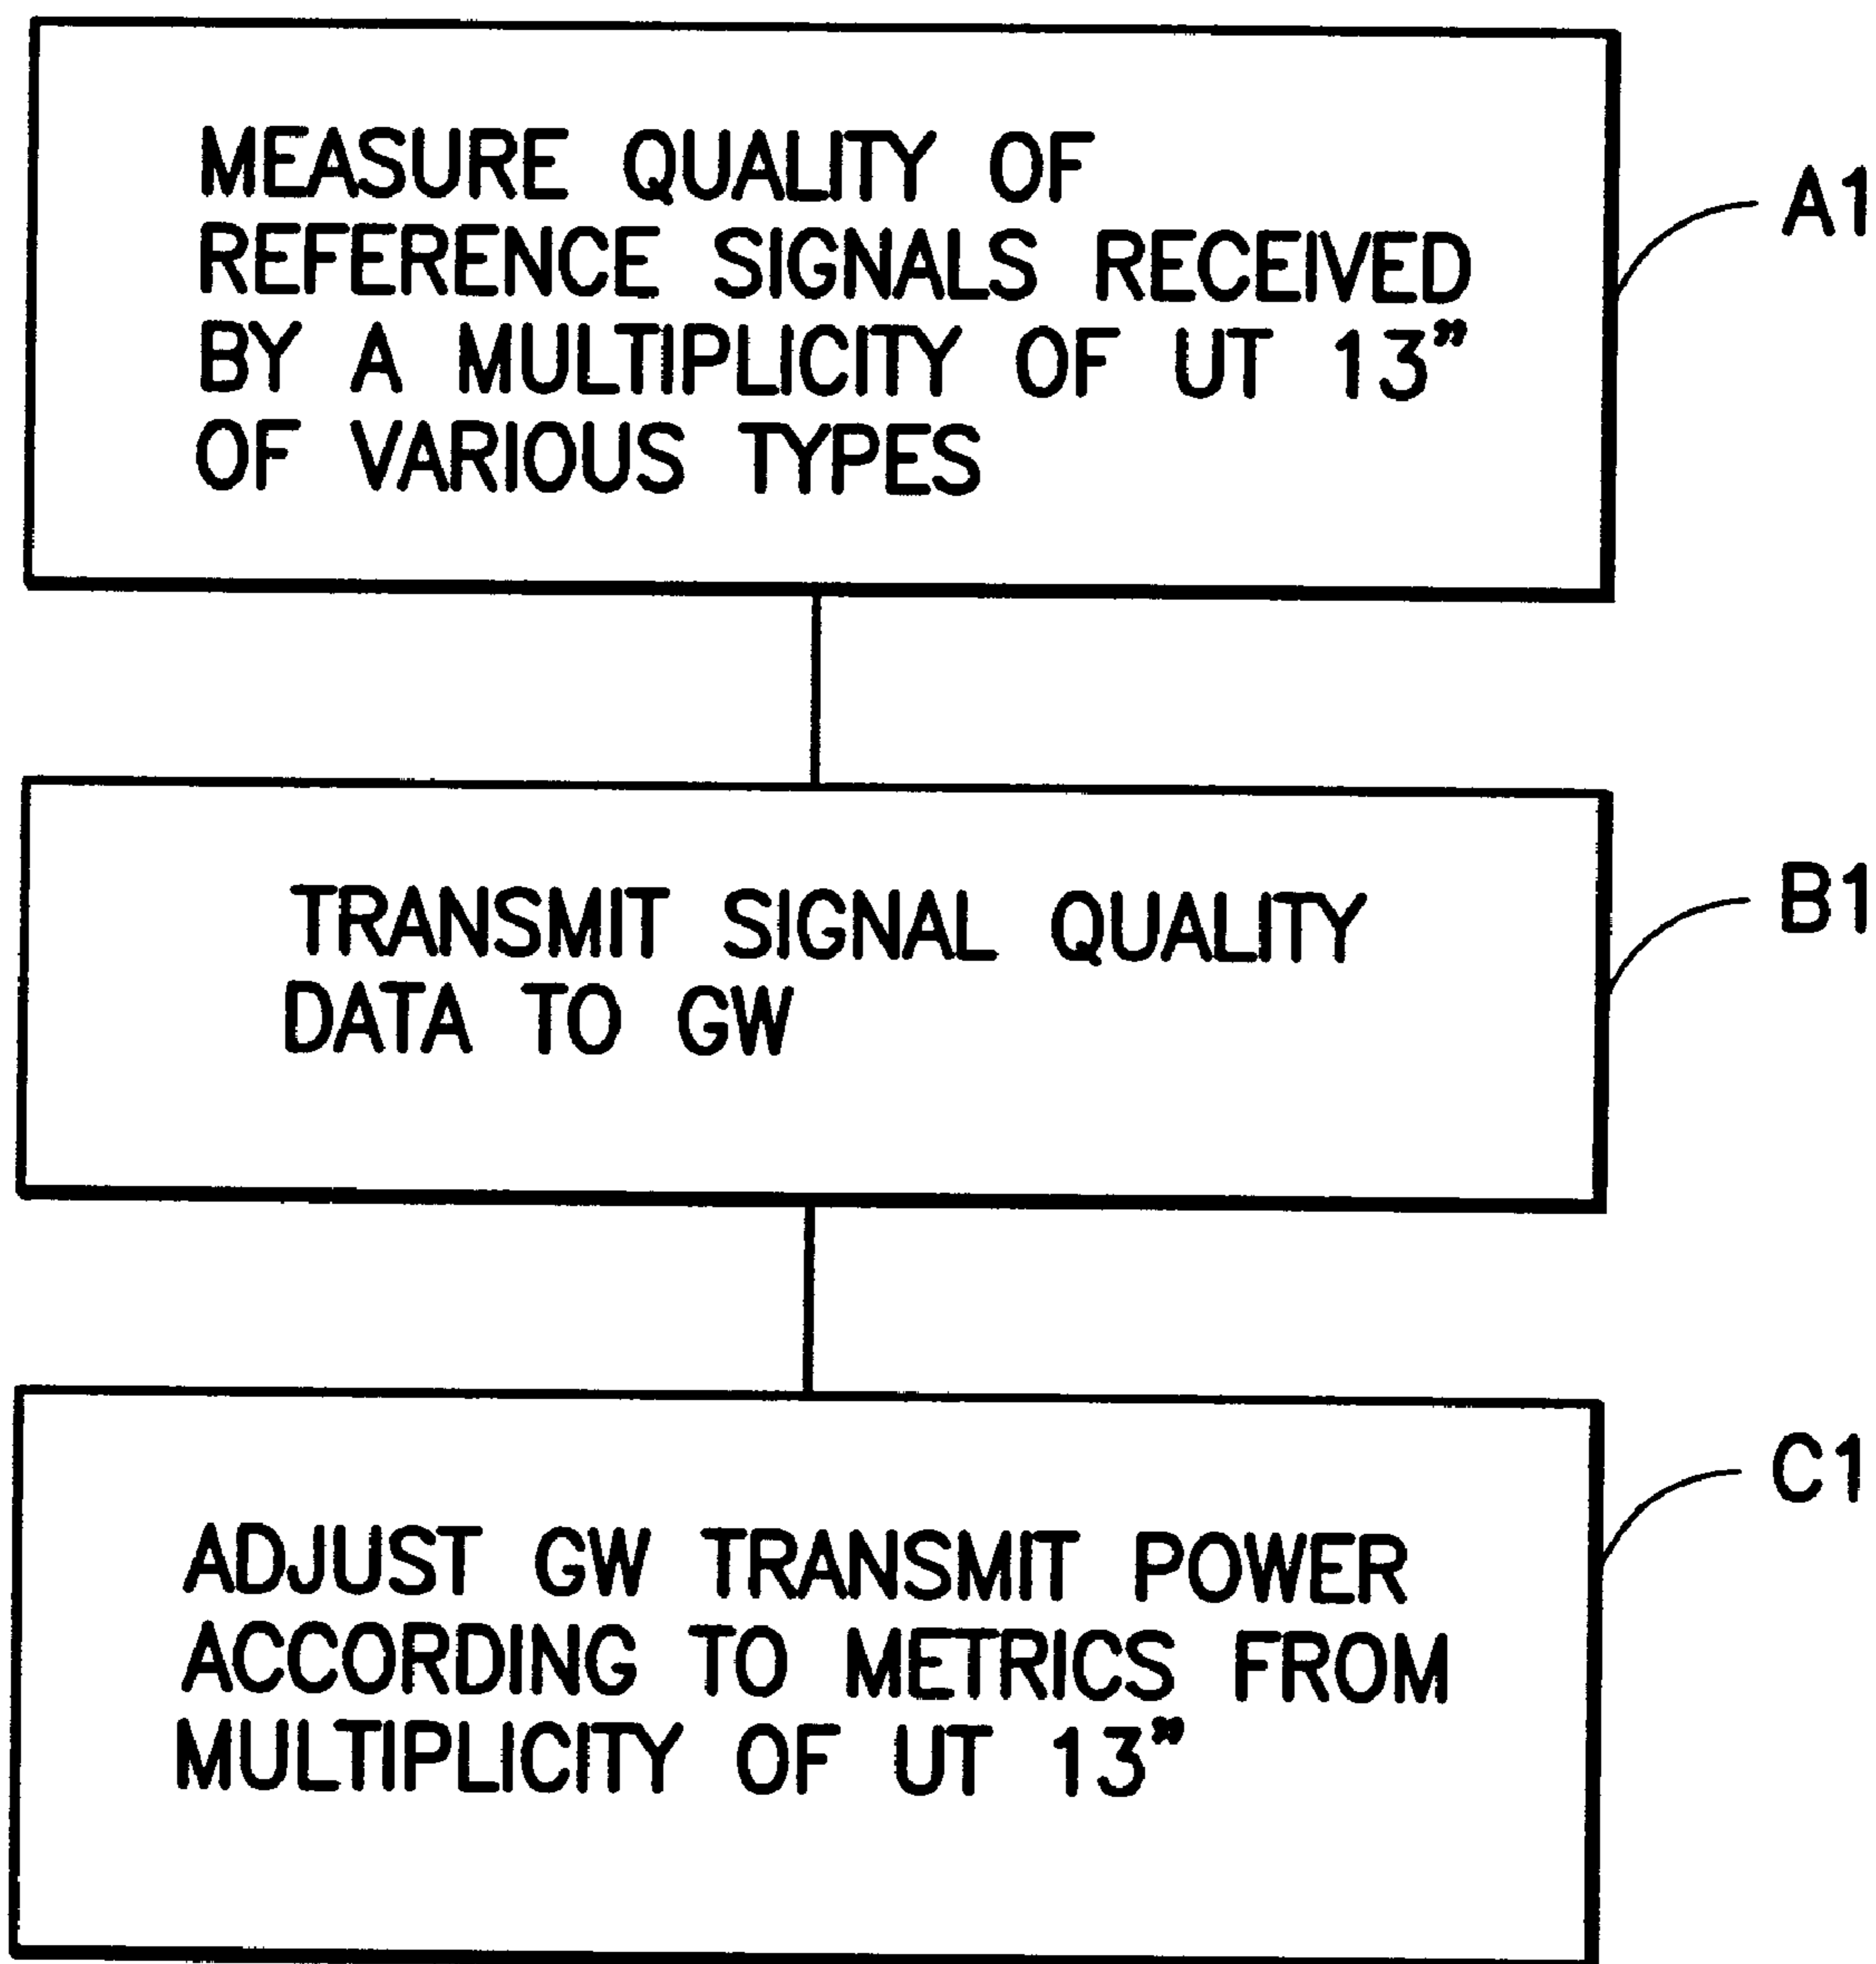 MEASURE QUALITY OF
REFERENCE SIGNALS RECEIVED
BY A MULTIPLICITY OF UT 13"
OF VARIOUS TYPES
A1
TRANSMIT SIGNAL QUALITY
DATA TO GW
B1
ADJUST GW TRANSMIT POWER
ACCORDING TO METRICS FROM
MULTIPLICITY OF UT 13"
C1